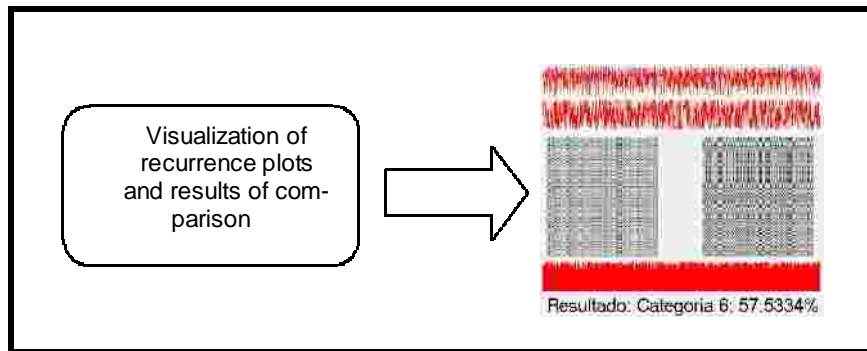 Visualization of
recurrence plots
and results of com-
parison
Resultado: Categoria 6: 57.5334%